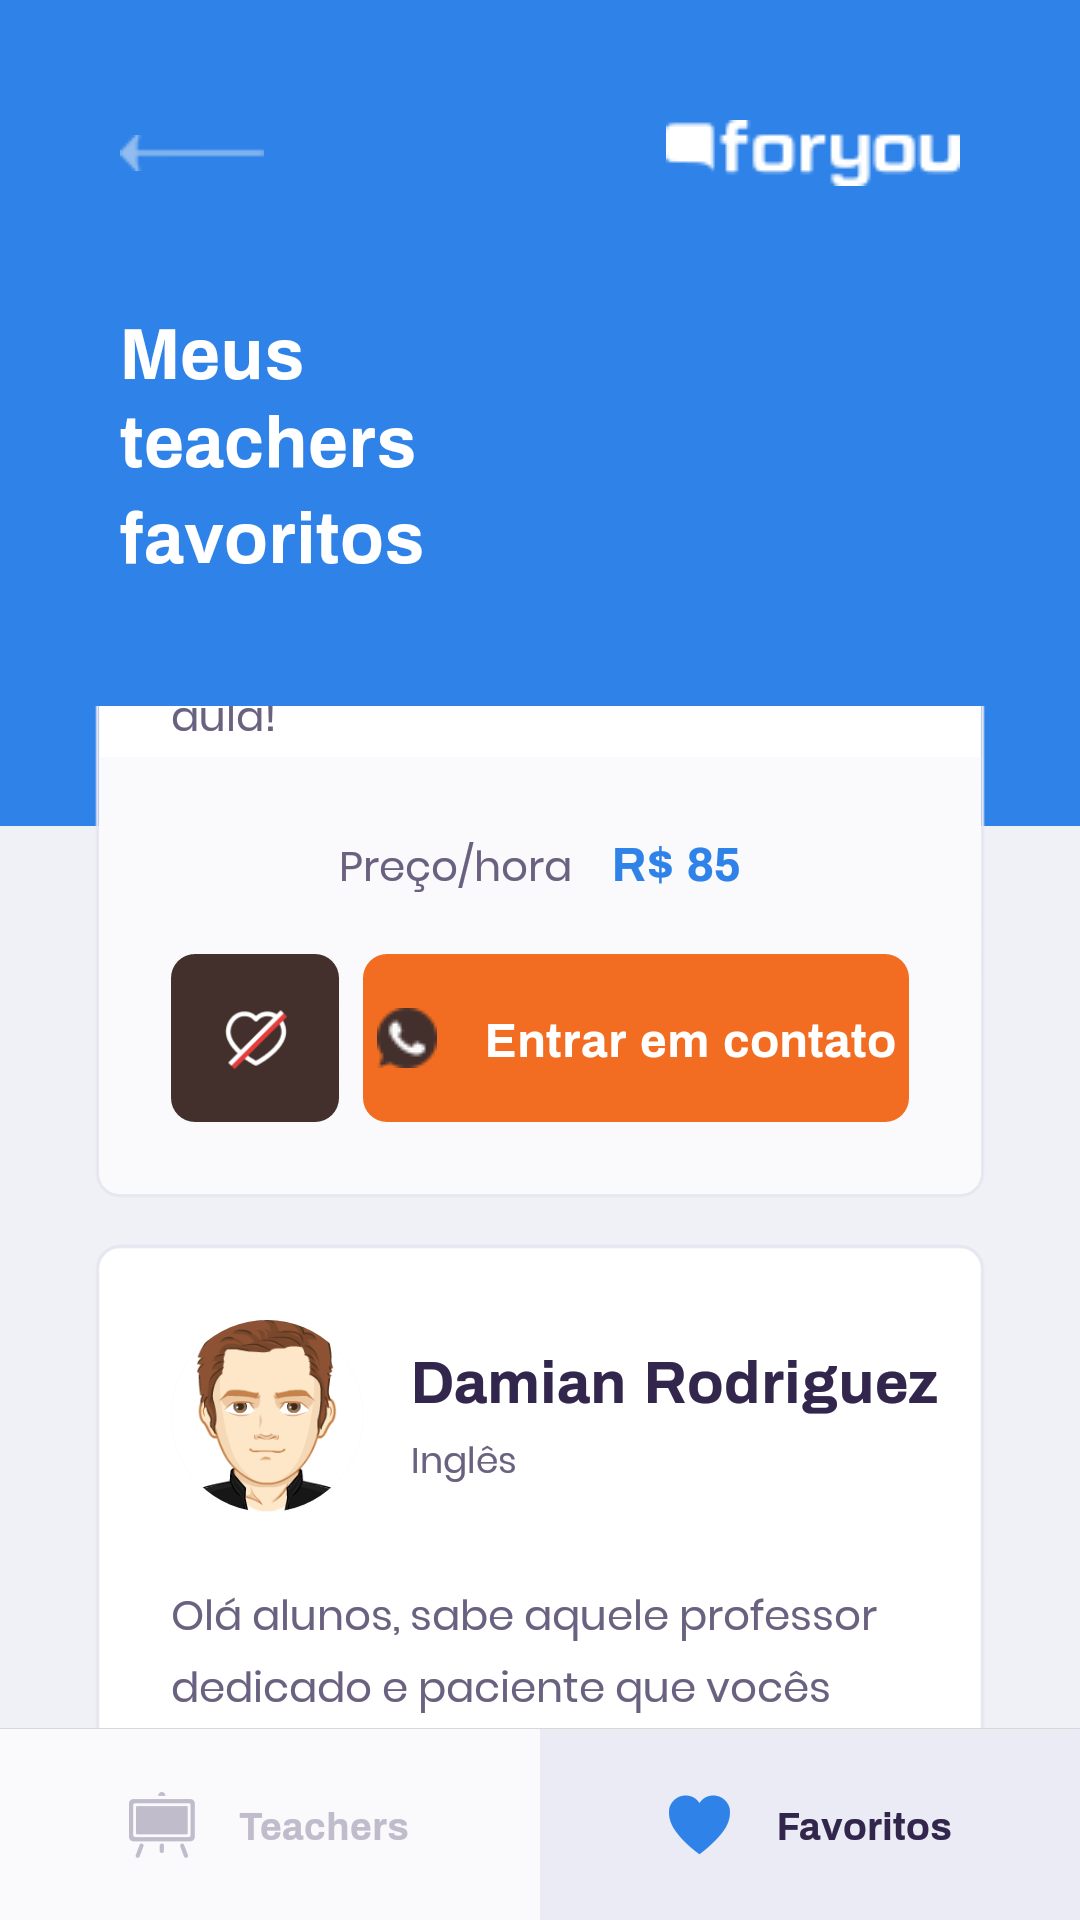 foryou
Meus
teachers
favoritos
aula!
Preço/hora R$ 85
Entrar em contato
Damian Rodriguez
Inglês
Olá alunos, sabe aquele professor
dedicado e paciente que vocês
Teachers
Favoritos